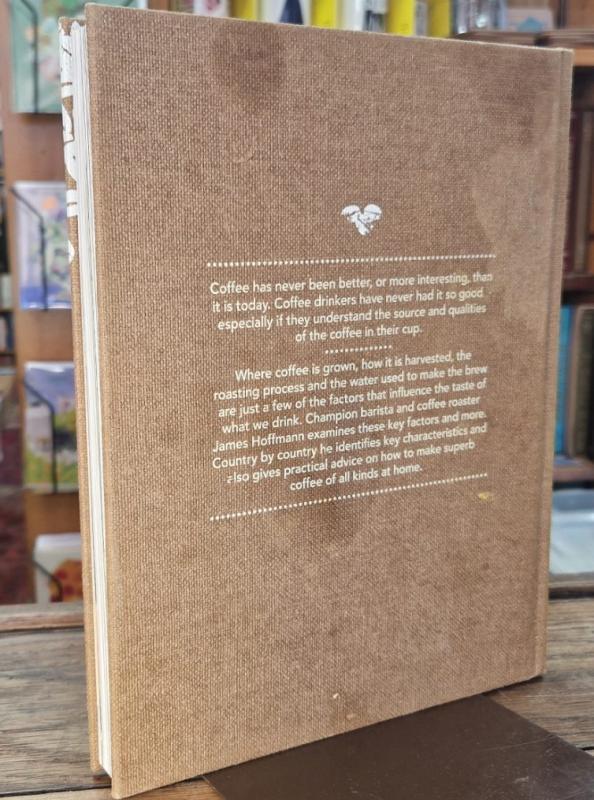 Coffee has never been better, or more interesting, than
it is today. Coffee drinkers have never had it so good
especially if they understand the source and qualities
of the coffee in their cup.
Where coffee is grown, how it is harvested, the
roasting process and the water used to make the brew
are just a few of the factors that influence the taste of
what we drink. Champion barista and coffee roaster
James Hoffmann examines these key factors and more.
Country by country he identifies key characteristics and
also gives practical advice on how to make superb
coffee of all kinds at home.